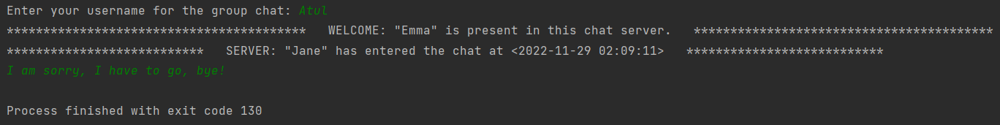 Enter your username for the group chat: Atul
*****************************************   WELCOME: "Emma" is present in this chat server.   *****************************************
***************************   SERVER: "Jane" has entered the chat at <2022-11-29 02:09:11>   ***************************
I am sorry, I have to go, bye!
Process finished with exit code 130